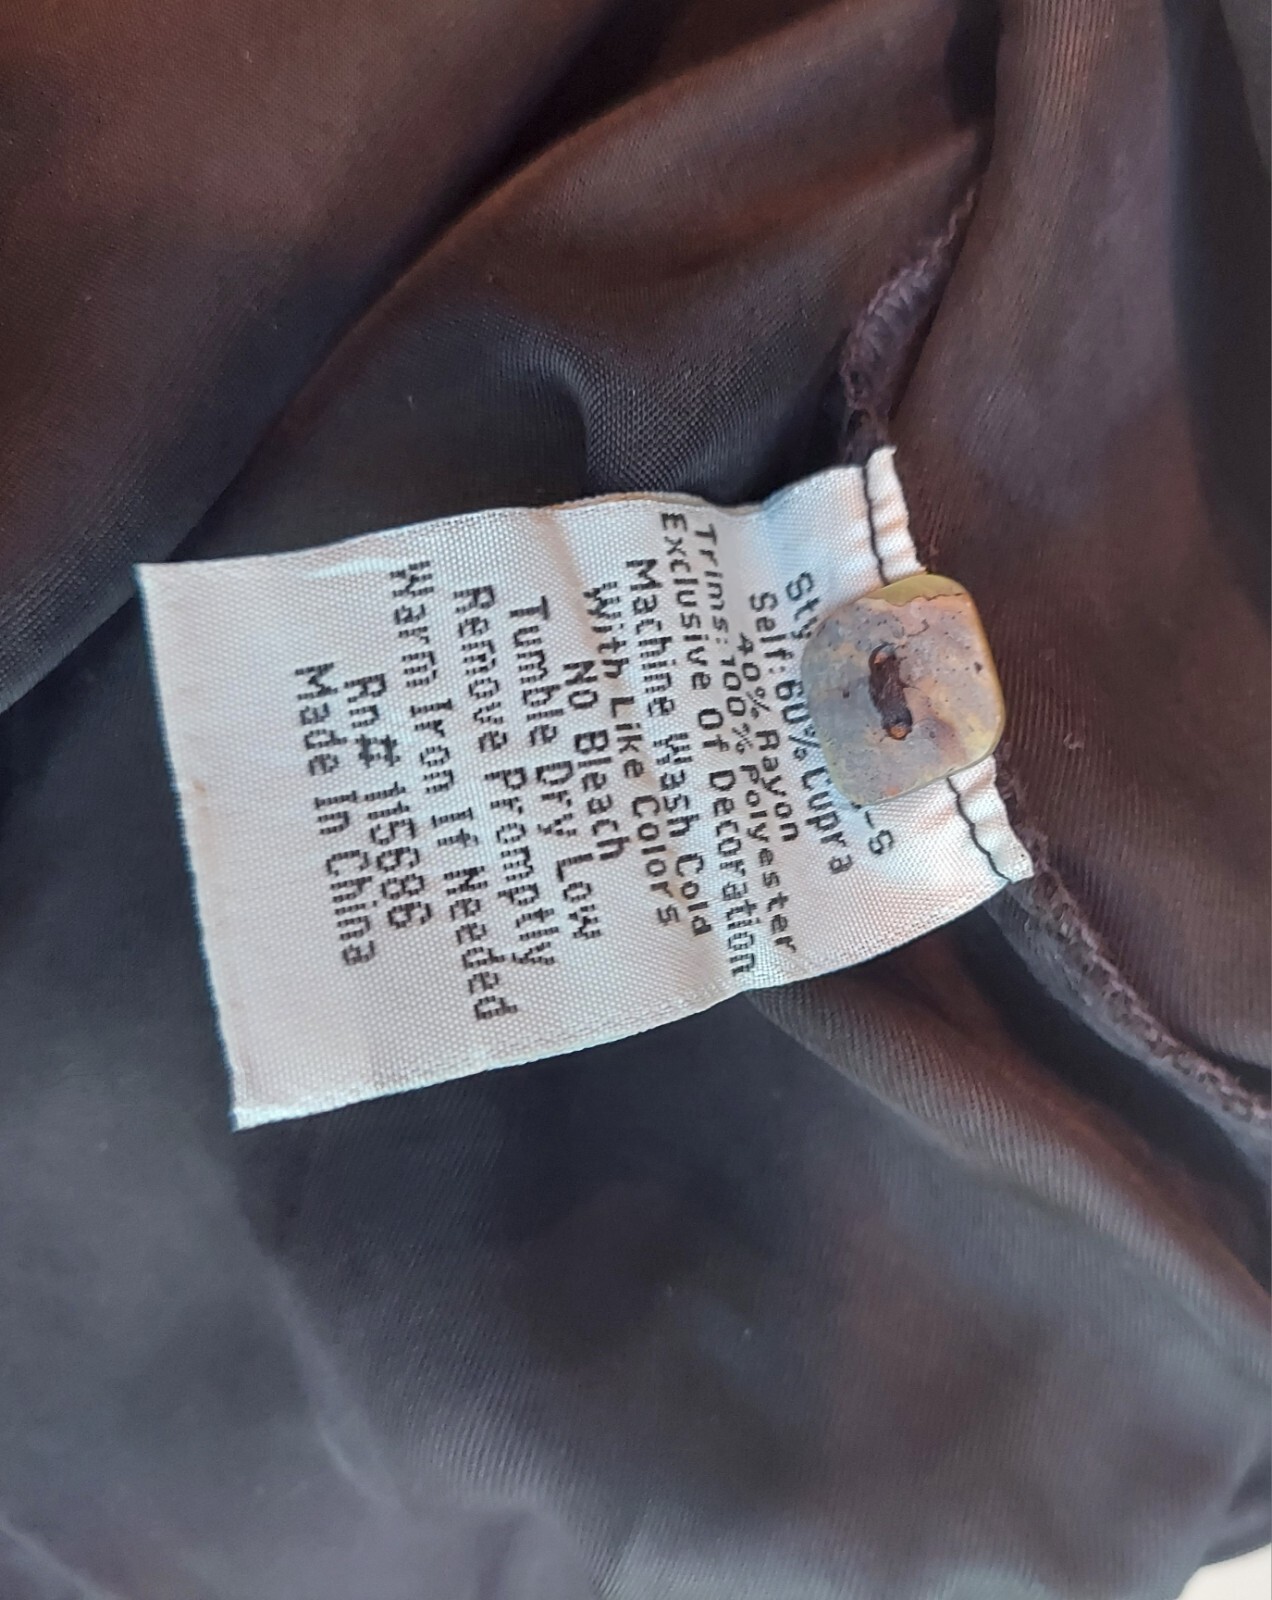 Self: 60% Cupra
40% Rayon
Trims: 100% Polyester
Exclusive Of Decoration
Machine Wash Cold
With Like Colors
No Bleach
Tumble Dry Low
Remove Promptly
Warm Iron If Needed
Rn# 115686
Made In China